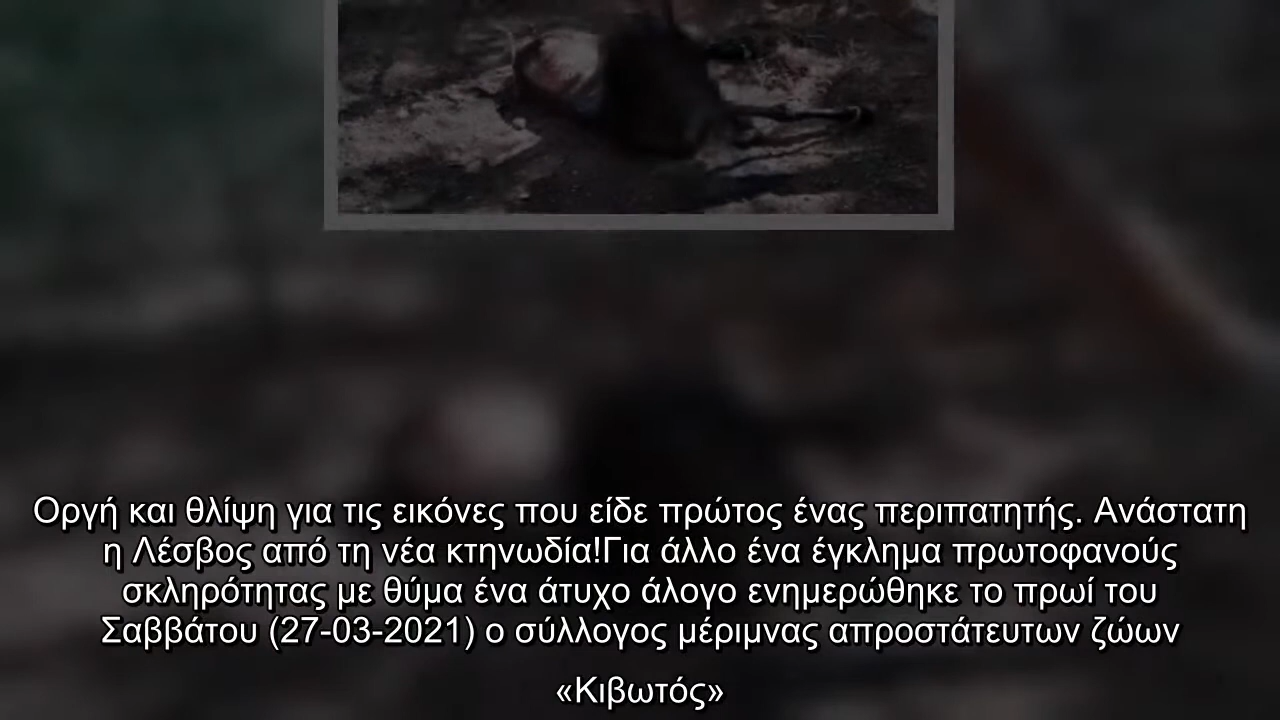 Οργή και θλίψη για τις εικόνες που είδε πρώτος ένας περιπατητής. Ανάστατη
η Λέσβος από τη νέα κτηνωδία!Για άλλο ένα έγκλημα πρωτοφανούς
σκληρότητας με θύμα ένα άτυχο άλογο ενημερώθηκε το πρωί του
Σαββάτου (27-03-2021) ο σύλλογος μέριμνας απροστάτευτων ζώων
«Κιβωτός»